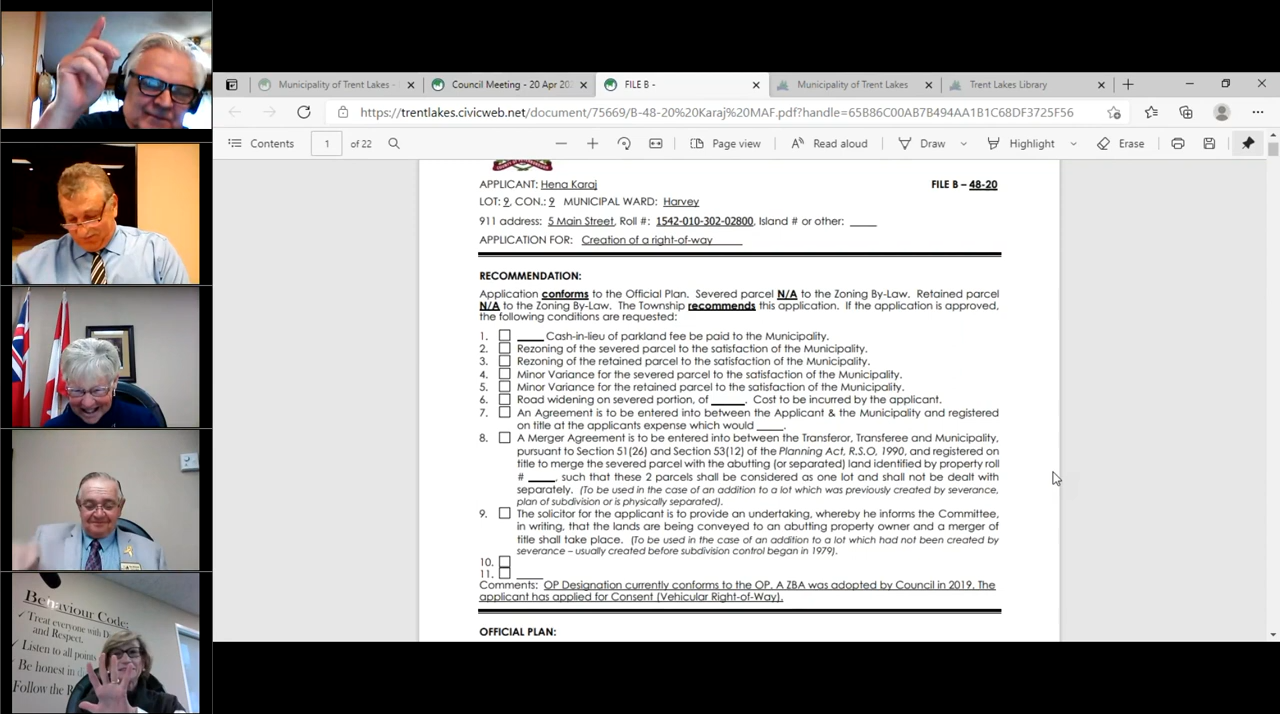 Municipality of Trent Lakes -
Council Meeting - 20 Apr 202
FILE B -
Municipality of Trent Lakes
Trent Lakes Library
https://trentlakes.civicweb.net/document/75669/B-48-20%20Karaj%20MAF.pdf?handle=65B86C00AB7B494AA1B1C68DF3725F56
Contents
1
of 22
Page view
Read aloud
Draw
Highlight
Erase
APPLICANT: Hena Karaj
FILE B – 48-20
LOT: 9, CON.: 9 MUNICIPAL WARD: Harvey
911 address: 5 Main Street, Roll #: 1542-010-302-02800, Island # or other: ____
APPLICATION FOR: Creation of a right-of-way
RECOMMENDATION:
Application conforms to the Official Plan. Severed parcel N/A to the Zoning By-Law. Retained parcel
N/A to the Zoning By-Law. The Township recommends this application. If the application is approved,
the following conditions are requested:
1. ____ Cash-in-lieu of parkland fee be paid to the Municipality.
2. Rezoning of the severed parcel to the satisfaction of the Municipality.
3. Rezoning of the retained parcel to the satisfaction of the Municipality.
4. Minor Variance for the severed parcel to the satisfaction of the Municipality.
5. Minor Variance for the retained parcel to the satisfaction of the Municipality.
6. Road widening on severed portion, of _____. Cost to be incurred by the applicant.
7. An Agreement is to be entered into between the Applicant & the Municipality and registered
on title at the applicants expense which would ____.
8. A Merger Agreement is to be entered into between the Transferor, Transferee and Municipality,
pursuant to Section 51(26) and Section 53(12) of the Planning Act, R.S.O, 1990, and registered on
title to merge the severed parcel with the abutting (or separated) land identified by property roll
# ____, such that these 2 parcels shall be considered as one lot and shall not be dealt with
separately. (To be used in the case of an addition to a lot which was previously created by severance,
plan of subdivision or is physically separated).
9. The solicitor for the applicant is to provide an undertaking, whereby he informs the Committee,
in writing, that the lands are being conveyed to an abutting property owner and a merger of
title shall take place. (To be used in the case of an addition to a lot which had not been created by
severance – usually created before subdivision control began in 1979).
10.
11. ____
Comments: OP Designation currently conforms to the OP. A ZBA was adopted by Council in 2019. The
applicant has applied for Consent (Vehicular Right-of-Way).
OFFICIAL PLAN:
Behaviour Code:
✓ Treat everyone with
and Respect.
✓ Listen to all points
✓ Be honest in
Follow the